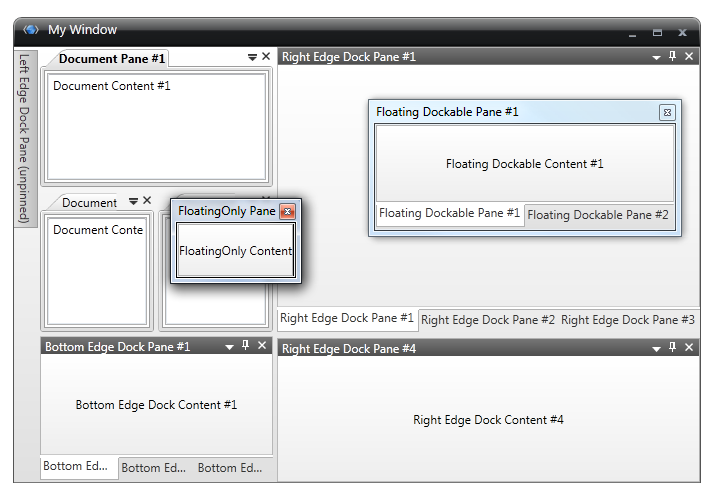 My Window
Left Edge Dock Pane (unpinned)
Document Pane #1
Document Content #1
Right Edge Dock Pane #1
Floating Dockable Pane #1
Floating Dockable Content #1
Floating Dockable Pane #1
Floating Dockable Pane #2
Document
Document Conte
FloatingOnly Pane
FloatingOnly Content
Right Edge Dock Pane #1
Right Edge Dock Pane #2
Right Edge Dock Pane #3
Bottom Edge Dock Pane #1
Bottom Edge Dock Content #1
Bottom Ed...
Bottom Ed...
Bottom Ed...
Right Edge Dock Pane #4
Right Edge Dock Content #4